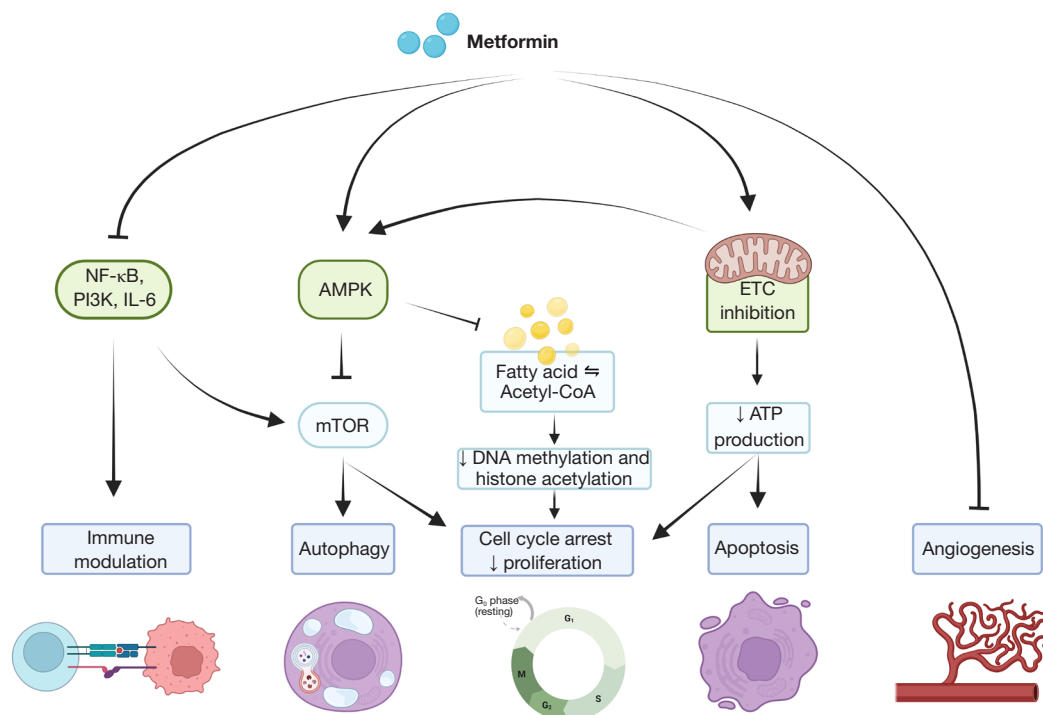 Metformin
NF-κB,
PI3K, IL-6
AMPK
ETC
inhibition
Fatty acid ⇋
Acetyl-CoA
mTOR
↓ ATP
production
↓ DNA methylation and
histone acetylation
Immune
modulation
Autophagy
Cell cycle arrest
↓ proliferation
Apoptosis
Angiogenesis
G₀ phase
(resting)
G₁
M
S
G₂